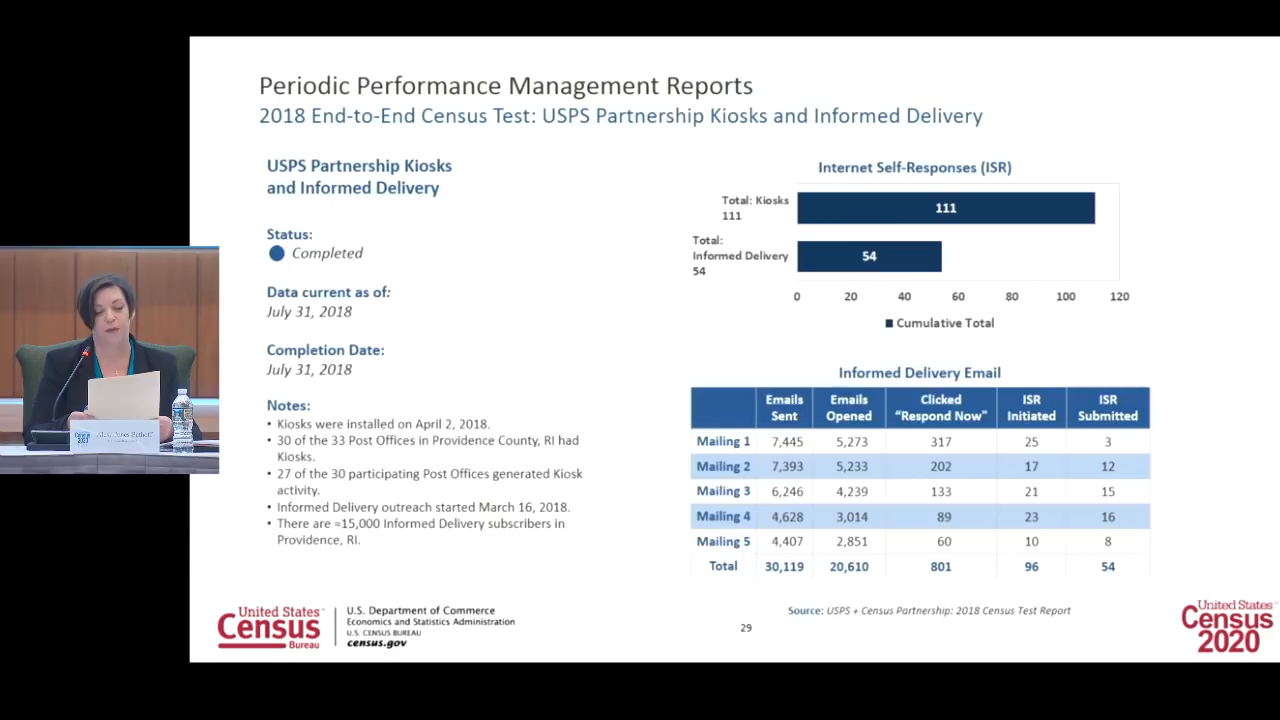 Periodic Performance Management Reports
2018 End-to-End Census Test: USPS Partnership Kiosks and Informed Delivery
USPS Partnership Kiosks
and Informed Delivery
Status:
Completed
Data current as of:
July 31, 2018
Completion Date:
July 31, 2018
Notes:
• Kiosks were installed on April 2, 2018.
• 30 of the 33 Post Offices in Providence County, RI had
Kiosks.
• 27 of the 30 participating Post Offices generated Kiosk
activity.
• Informed Delivery outreach started March 16, 2018.
• There are ≈15,000 Informed Delivery subscribers in
Providence, RI.
Internet Self-Responses (ISR)
Total: Kiosks
111
111
Total:
Informed Delivery
54
54
0 20 40 60 80 100 120
Cumulative Total
Informed Delivery Email
Emails Sent Emails Opened Clicked "Respond Now" ISR Initiated ISR Submitted
Mailing 1 7,445 5,273 317 25 3
Mailing 2 7,393 5,233 202 17 12
Mailing 3 6,246 4,239 133 21 15
Mailing 4 4,628 3,014 89 23 16
Mailing 5 4,407 2,851 60 10 8
Total 30,119 20,610 801 96 54
Source: USPS + Census Partnership: 2018 Census Test Report
29
United States
Census
Bureau
U.S. Department of Commerce
Economics and Statistics Administration
U.S. CENSUS BUREAU
census.gov
United States
Census
2020